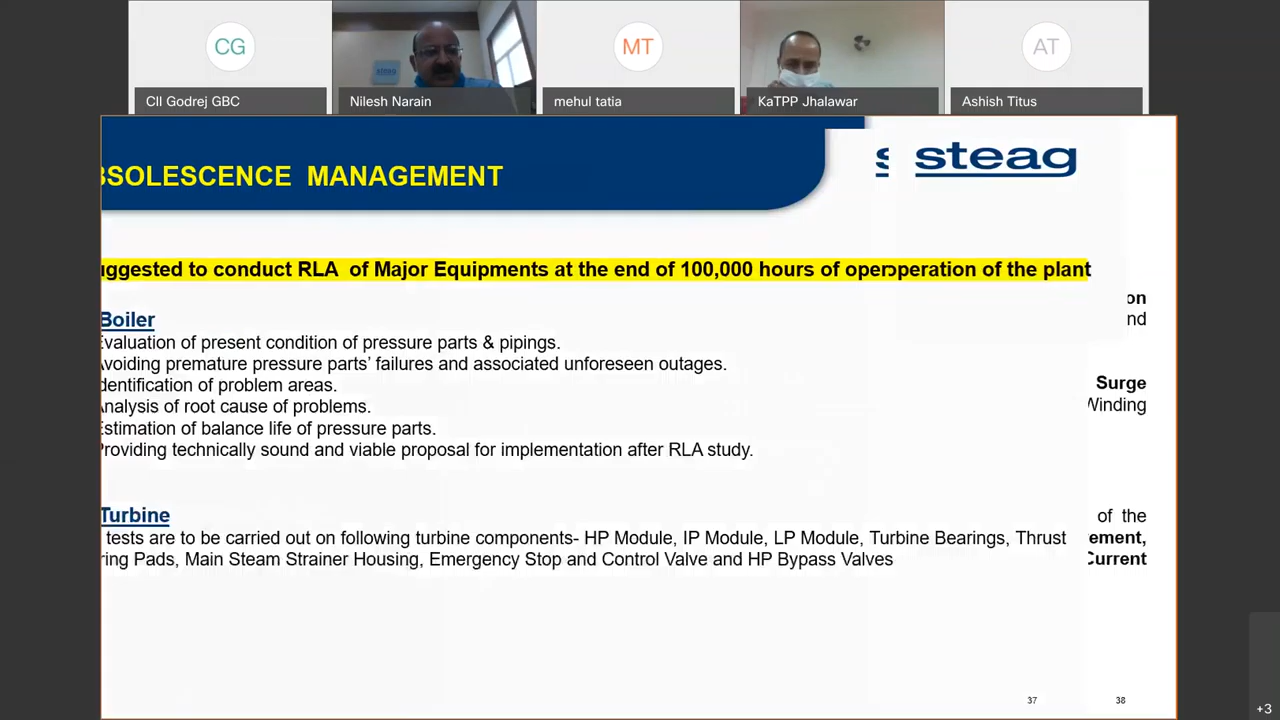 CG
MT
AT
steag
CII Godrej GBC
Nilesh Narain
mehul tatia
KaTPP Jhalawar
Ashish Titus
BSOLESCENCE MANAGEMENT
s steag
uggested to conduct RLA of Major Equipments at the end of 100,000 hours of operoperation of the plant
on
Boiler
nd
Evaluation of present condition of pressure parts & pipings.
Avoiding premature pressure parts' failures and associated unforeseen outages.
dentification of problem areas.
Surge
Analysis of root cause of problems.
Winding
Estimation of balance life of pressure parts.
Providing technically sound and viable proposal for implementation after RLA study.
Turbine
of the
tests are to be carried out on following turbine components- HP Module, IP Module, LP Module, Turbine Bearings, Thrust
ement,
ring Pads, Main Steam Strainer Housing, Emergency Stop and Control Valve and HP Bypass Valves
Current
37
38
+3